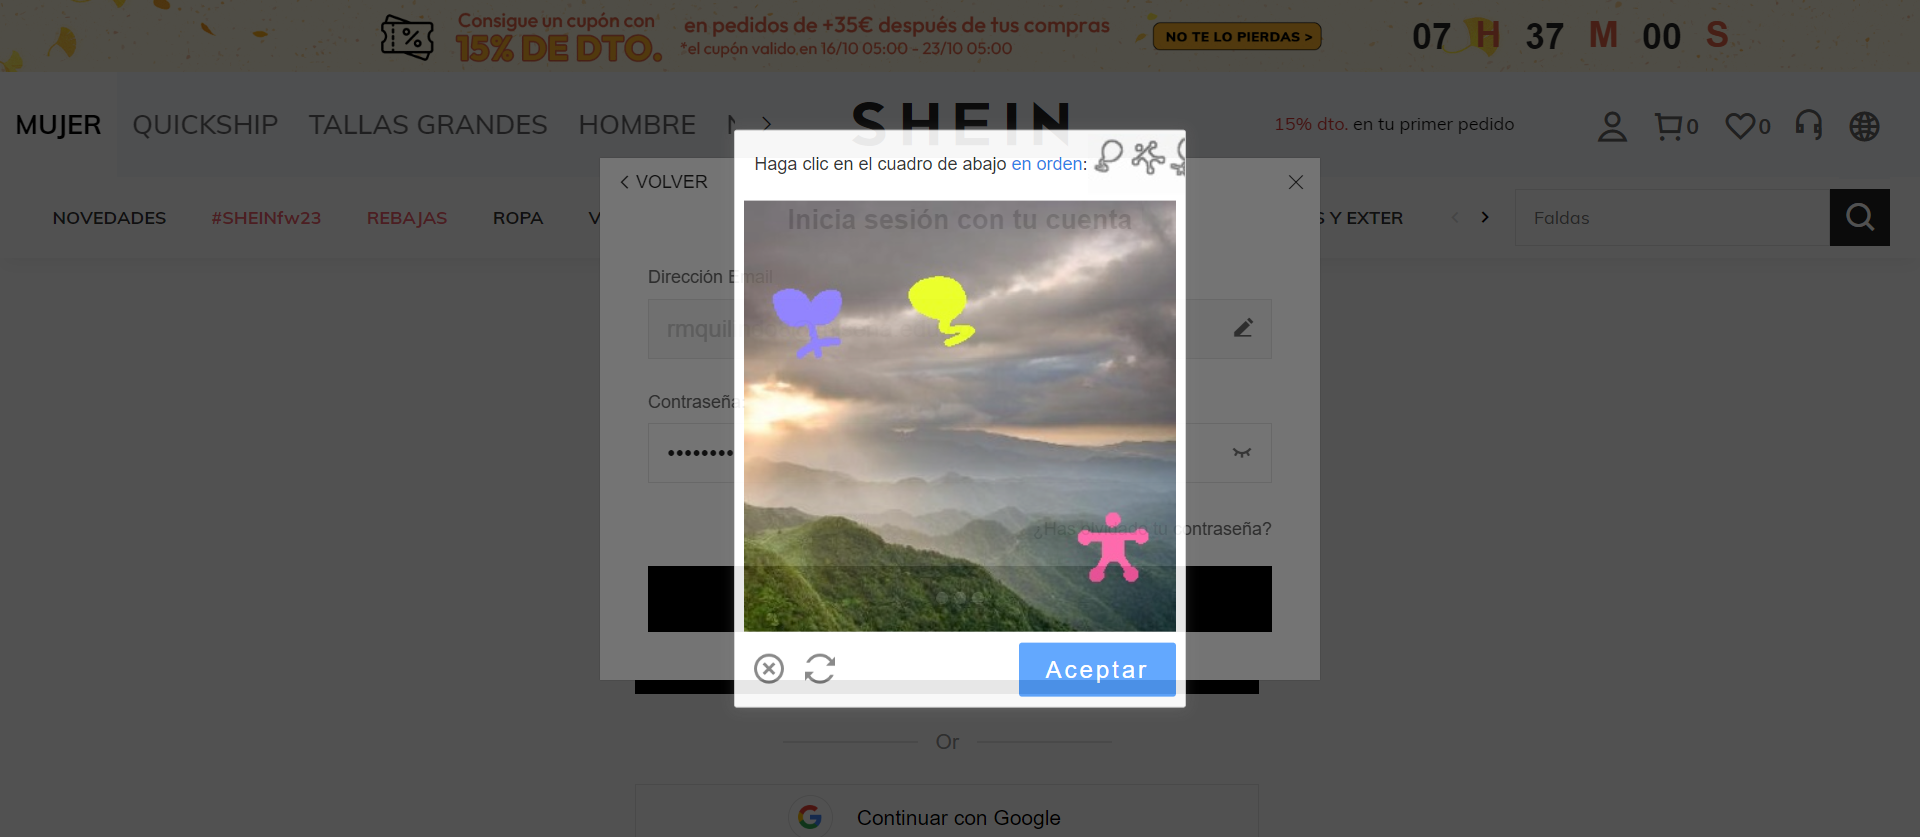 Consigue un cupón con
15% DE DTO.
en pedidos de +35€ después de tus compras
*el cupón valido en 16/10 05:00 - 23/10 05:00
NO TE LO PIERDAS >
07 H 37 M 00 S
MUJER QUICKSHIP TALLAS GRANDES HOMBRE
SHEIN
15% dto. en tu primer pedido
0 0
Haga clic en el cuadro de abajo en orden:
VOLVER
NOVEDADES #SHEINfw23 REBAJAS ROPA
Y EXTER
Faldas
Inicia sesión con tu cuenta
Dirección Email
rmquil
Contraseña
¿Has olvidado tu contraseña?
Aceptar
Or
Continuar con Google